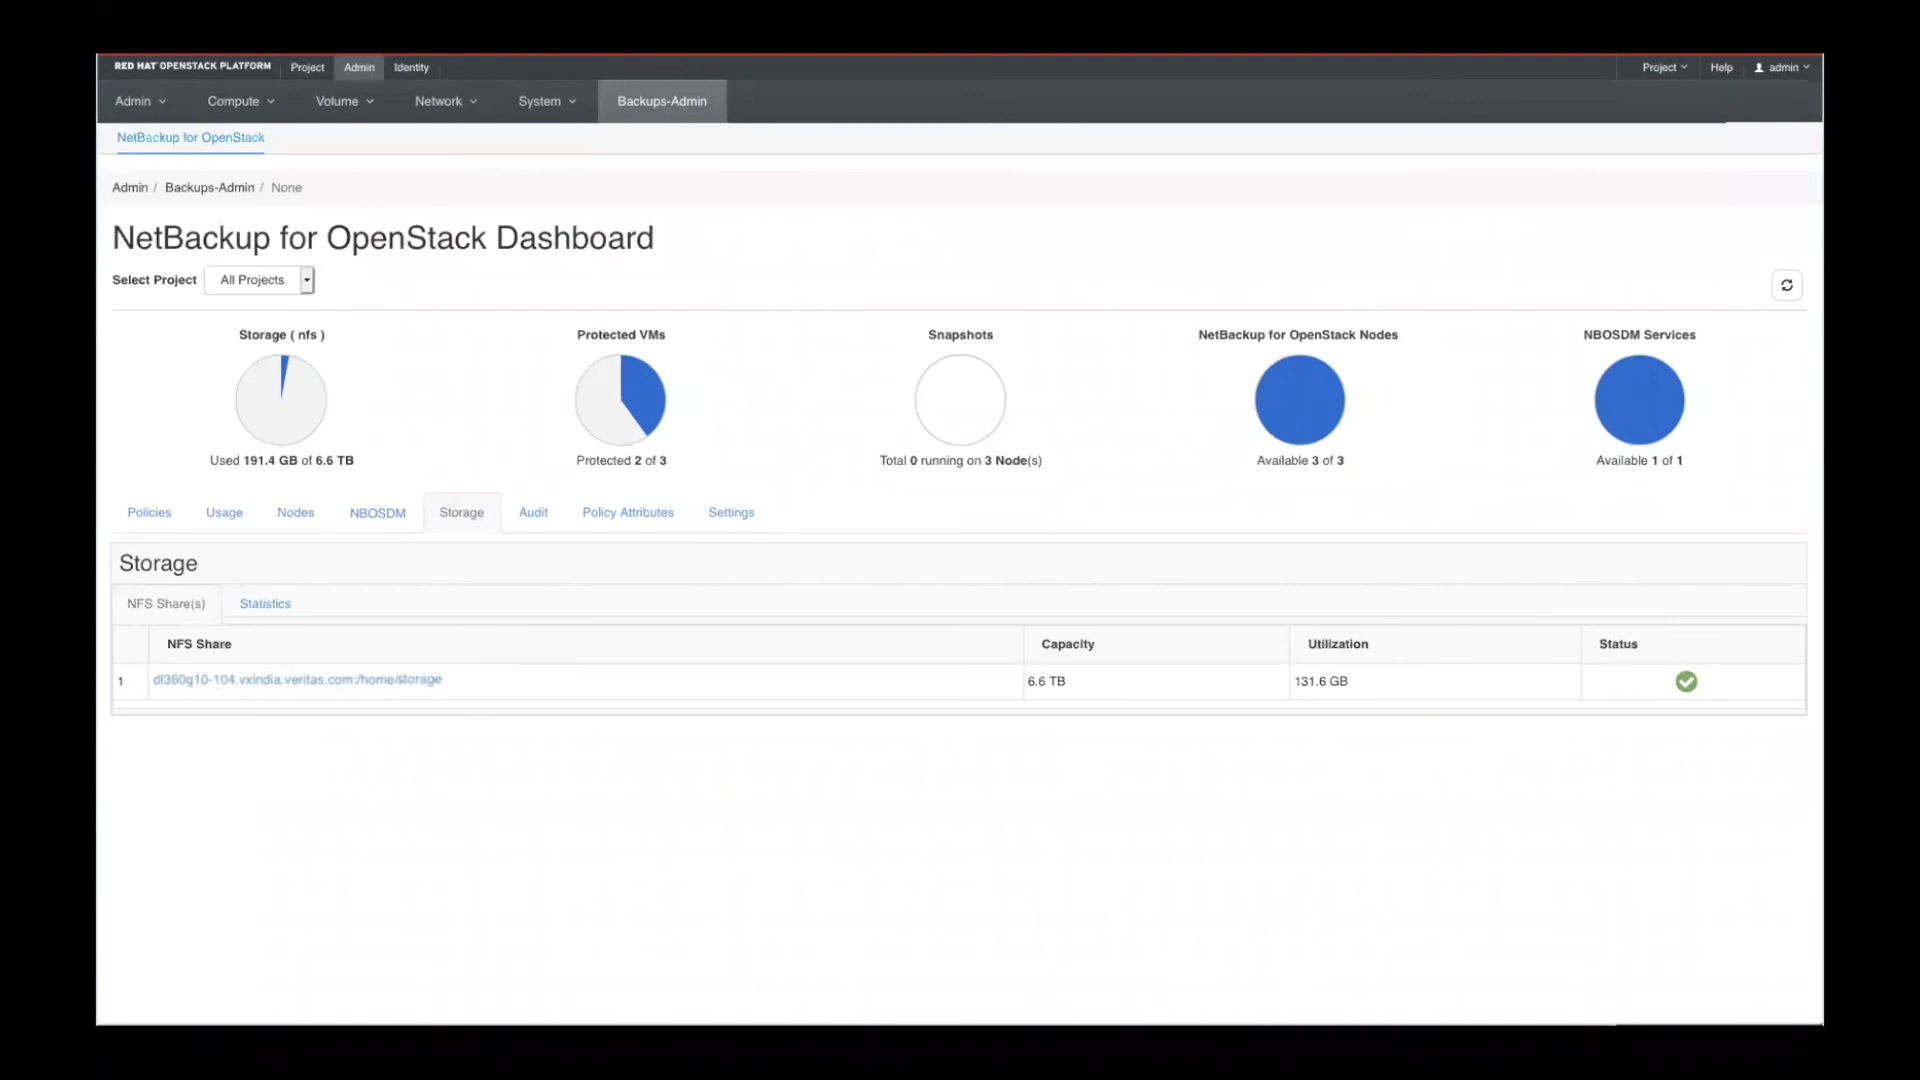 RED HAT OPENSTACK PLATFORM Project Admin Identity Project Help admin
Admin Compute Volume Network System Backups-Admin
NetBackup for OpenStack
Admin / Backups-Admin / None
NetBackup for OpenStack Dashboard
Select Project All Projects
Storage ( nfs ) Protected VMs Snapshots NetBackup for OpenStack Nodes NBOSDM Services
Used 191.4 GB of 6.6 TB Protected 2 of 3 Total 0 running on 3 Node(s) Available 3 of 3 Available 1 of 1
Policies Usage Nodes NBOSDM Storage Audit Policy Attributes Settings
Storage
NFS Share(s) Statistics
NFS Share Capacity Utilization Status
1 dl360g10-104.vxindia.veritas.com:/home/storage 6.6 TB 131.6 GB